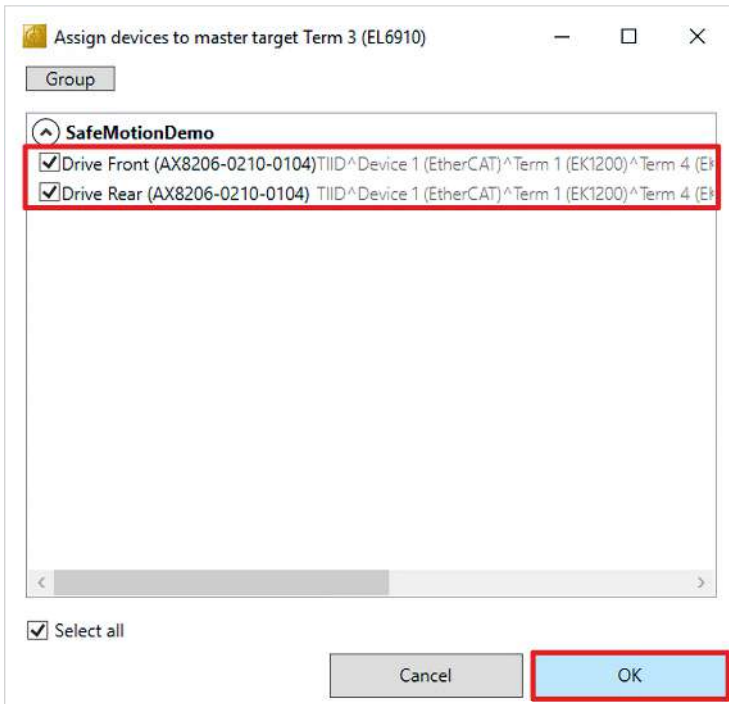 Assign devices to master target Term 3 (EL6910)
Group
SafeMotionDemo
Drive Front (AX8206-0210-0104)TIID^Device 1 (EtherCAT)^Term 1 (EK1200)^Term 4 (EK
Drive Rear (AX8206-0210-0104) TIID^Device 1 (EtherCAT)^Term 1 (EK1200)^Term 4 (EK
Select all
Cancel OK